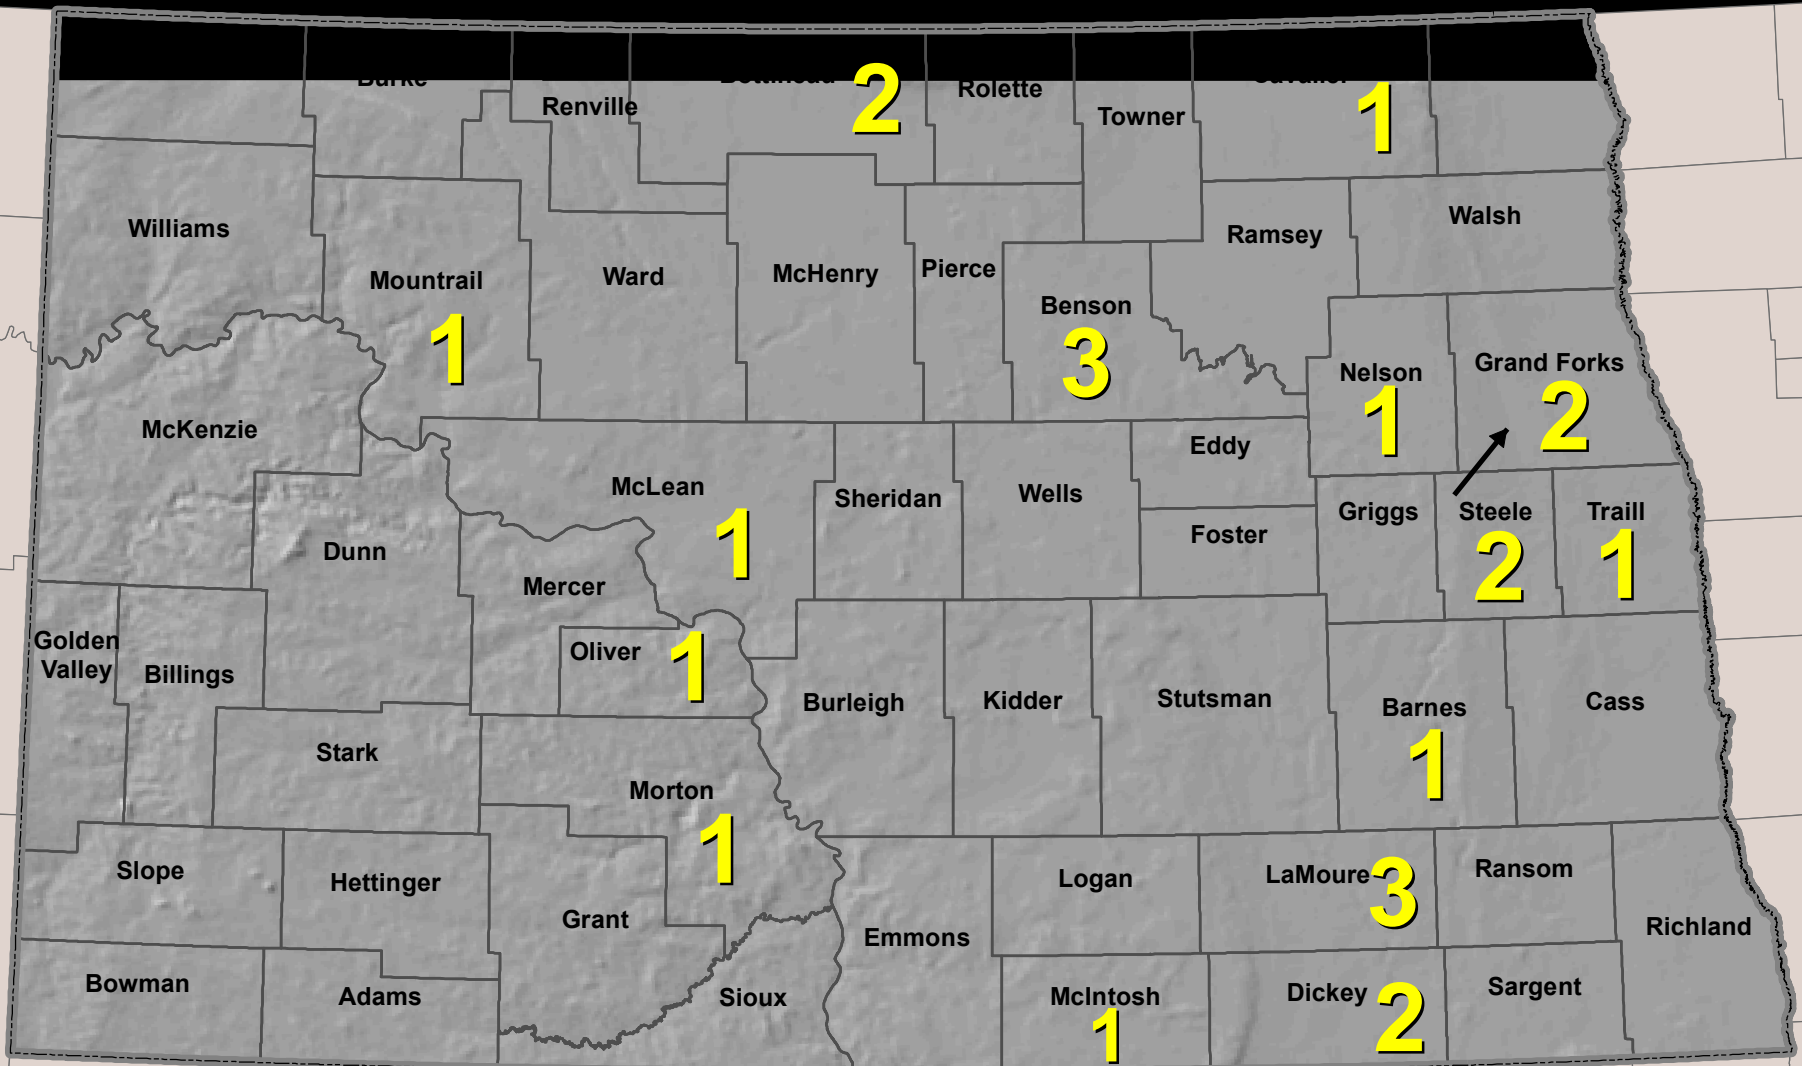 Burke
Renville
Bottineau
2
Rolette
Towner
Cavalier
1
Williams
Mountrail
1
Ward
McHenry
Pierce
Benson
3
Ramsey
Walsh
Nelson
1
Grand Forks
2
McKenzie
Dunn
McLean
1
Mercer
Oliver
1
Sheridan
Wells
Eddy
Foster
Griggs
Steele
2
Traill
1
Golden
Valley
Billings
Stark
Morton
1
Burleigh
Kidder
Stutsman
Barnes
1
Cass
Slope
Hettinger
Grant
Emmons
Logan
LaMoure
3
Ransom
Richland
Bowman
Adams
Sioux
McIntosh
1
Dickey
2
Sargent